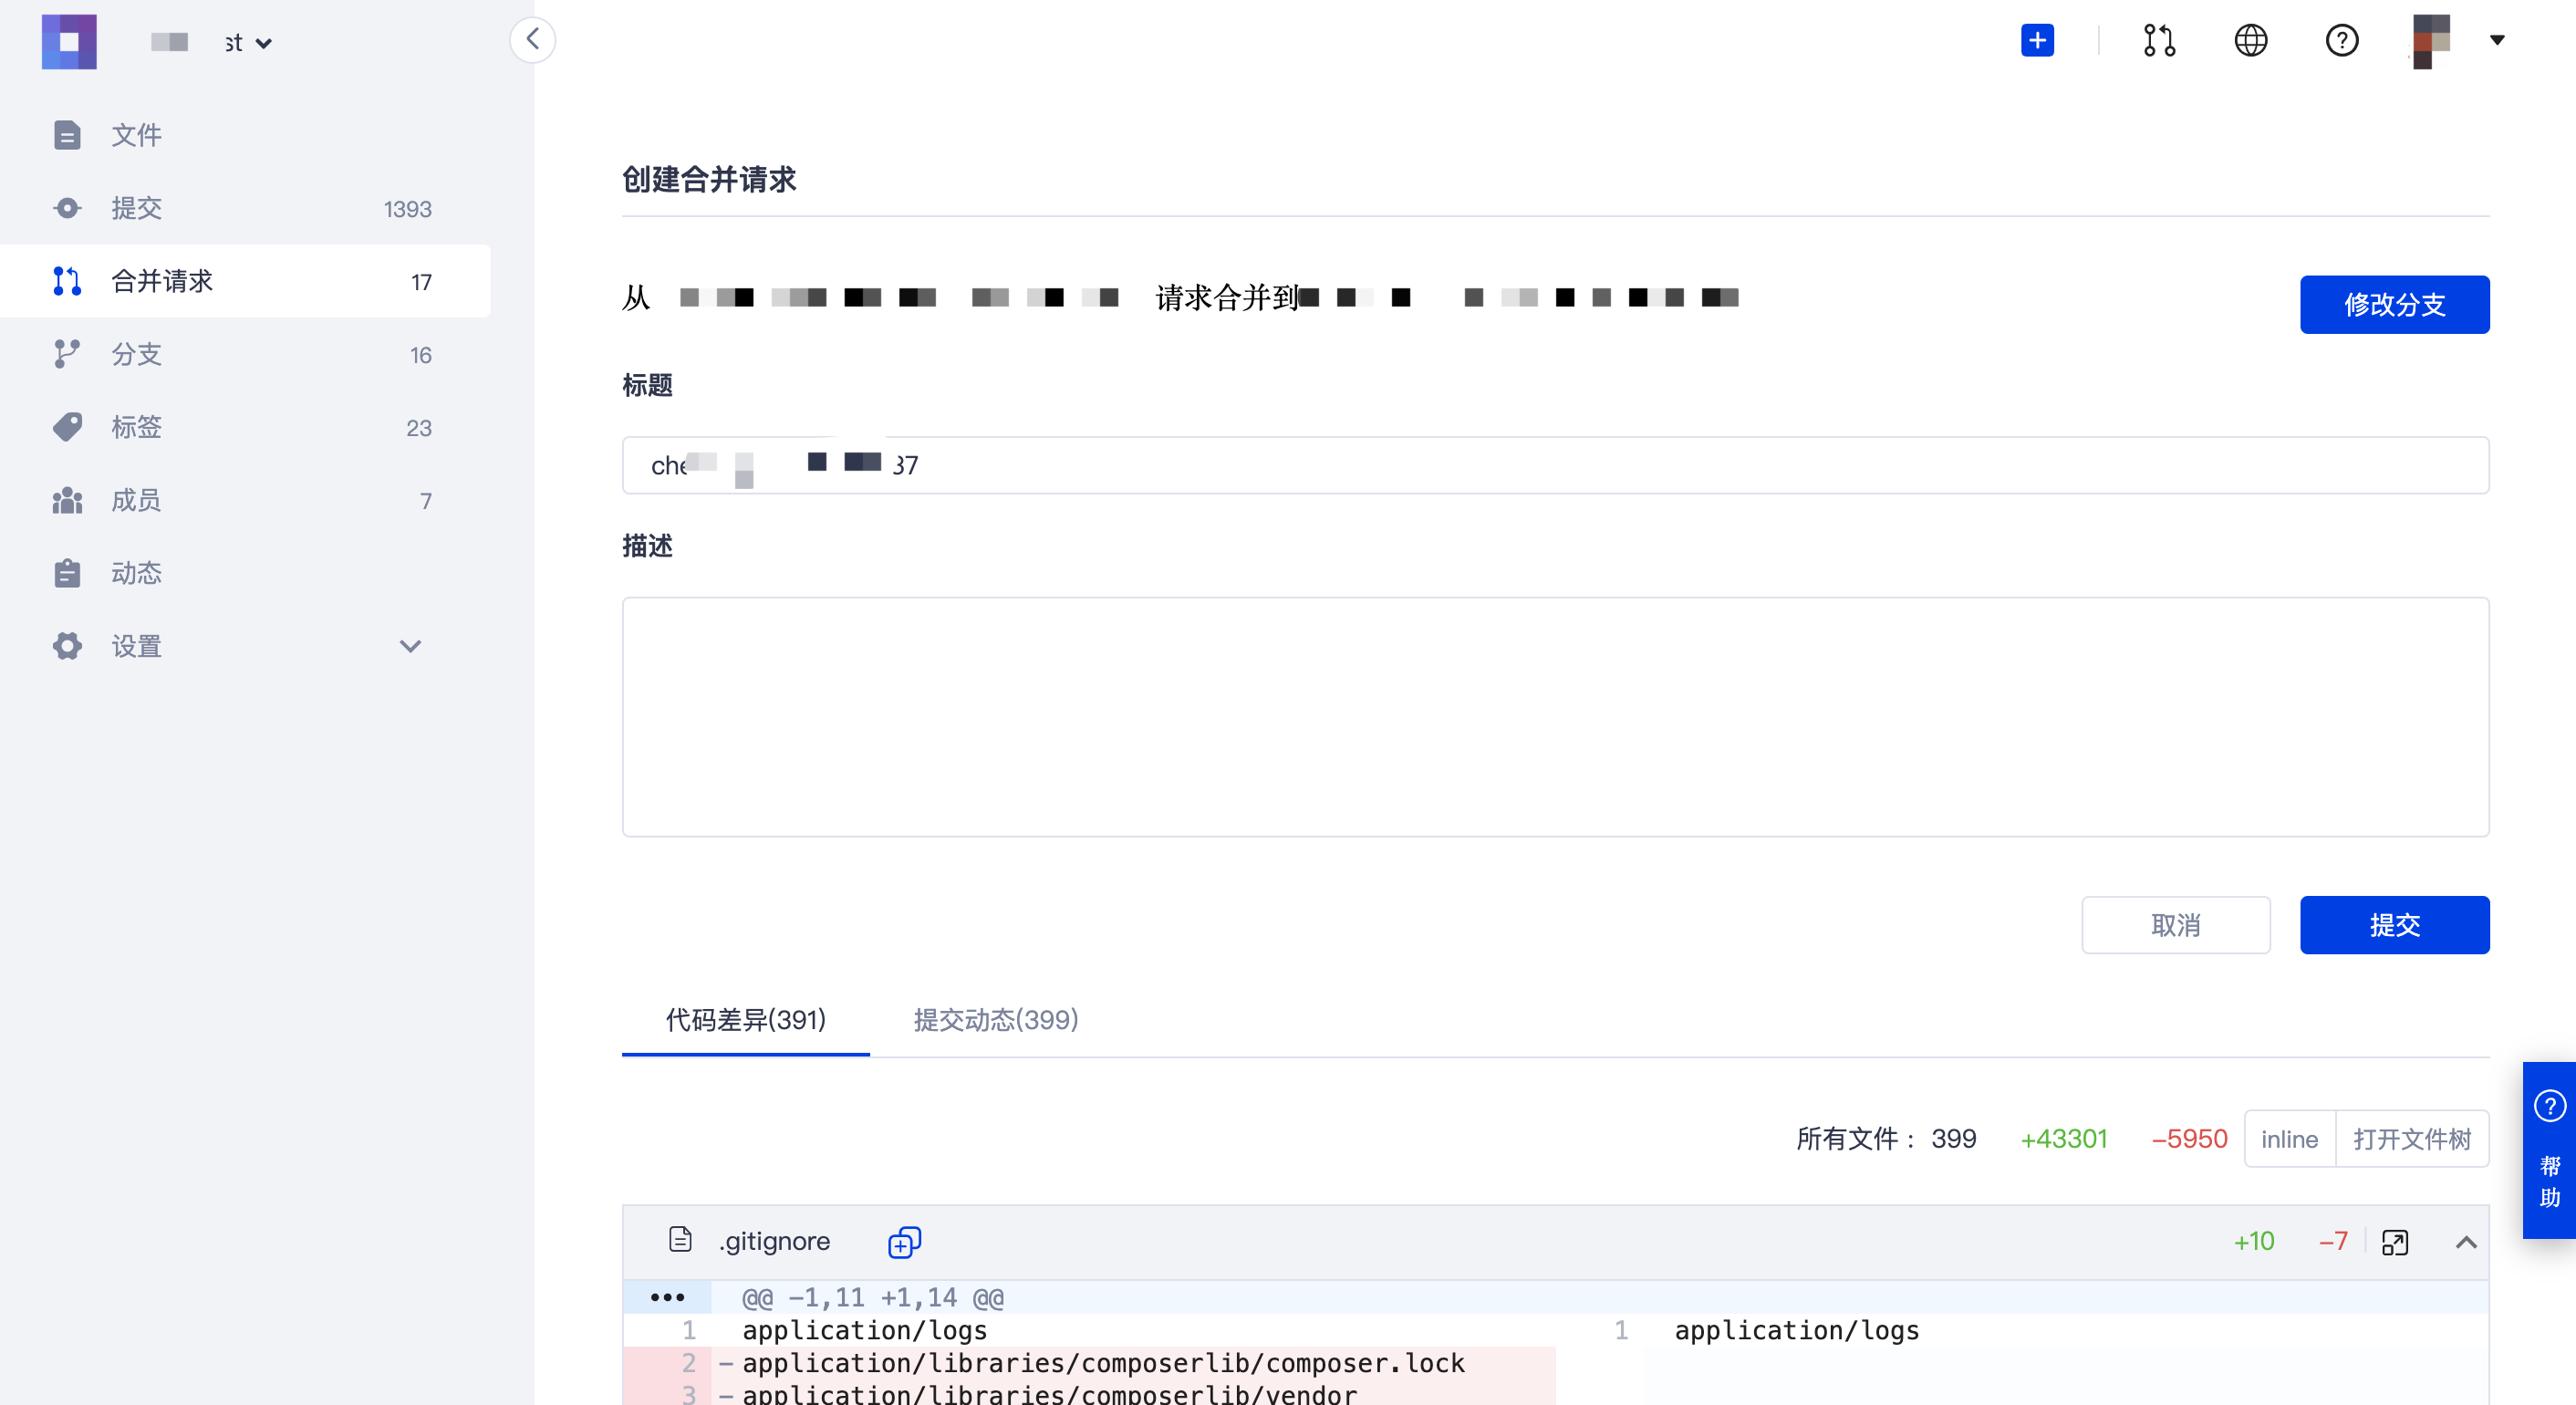 st
文件
提交 1393
合并请求 17
分支 16
标签 23
成员 7
动态
设置
创建合并请求
从 请求合并到
修改分支
标题
che 37
描述
取消 提交
代码差异(391) 提交动态(399)
所有文件： 399 +43301 -5950 inline 打开文件树
帮
助
.gitignore +10 -7
@@ -1,11 +1,14 @@
1 application/logs 1 application/logs
2 - application/libraries/composerlib/composer.lock
3 - application/libraries/composerlib/vendor